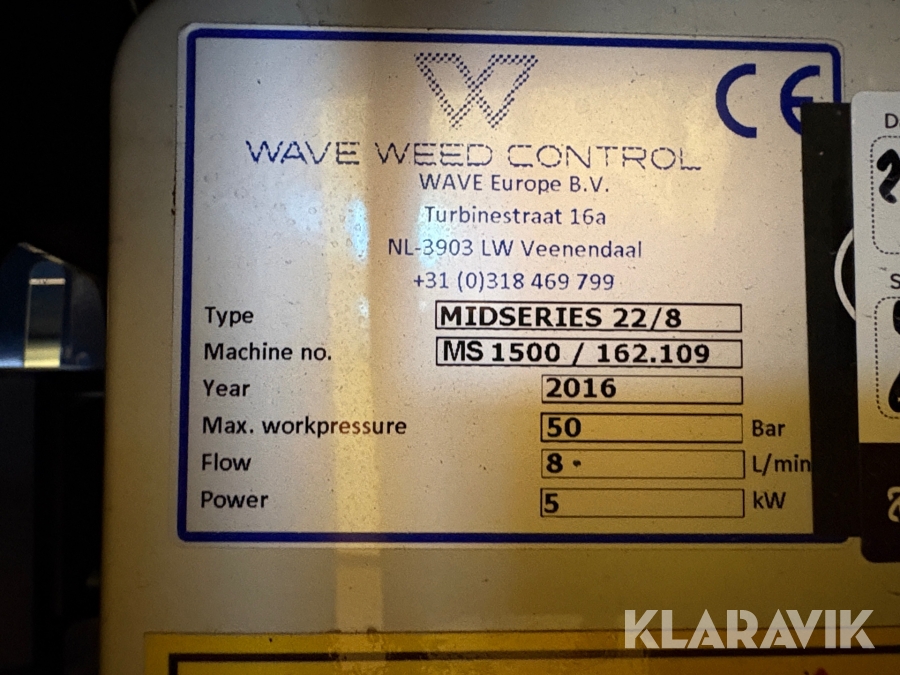 WAVE WEED CONTROL
WAVE Europe B.V.
Turbinestraat 16a
NL-3903 LW Veenendaal
+31 (0)318 469 799
Type MIDSERIES 22/8
Machine no. MS 1500 / 162.109
Year 2016
Max. workpressure 50 Bar
Flow 8 L/min
Power 5 kW
CE
D
S
KLARAVIK